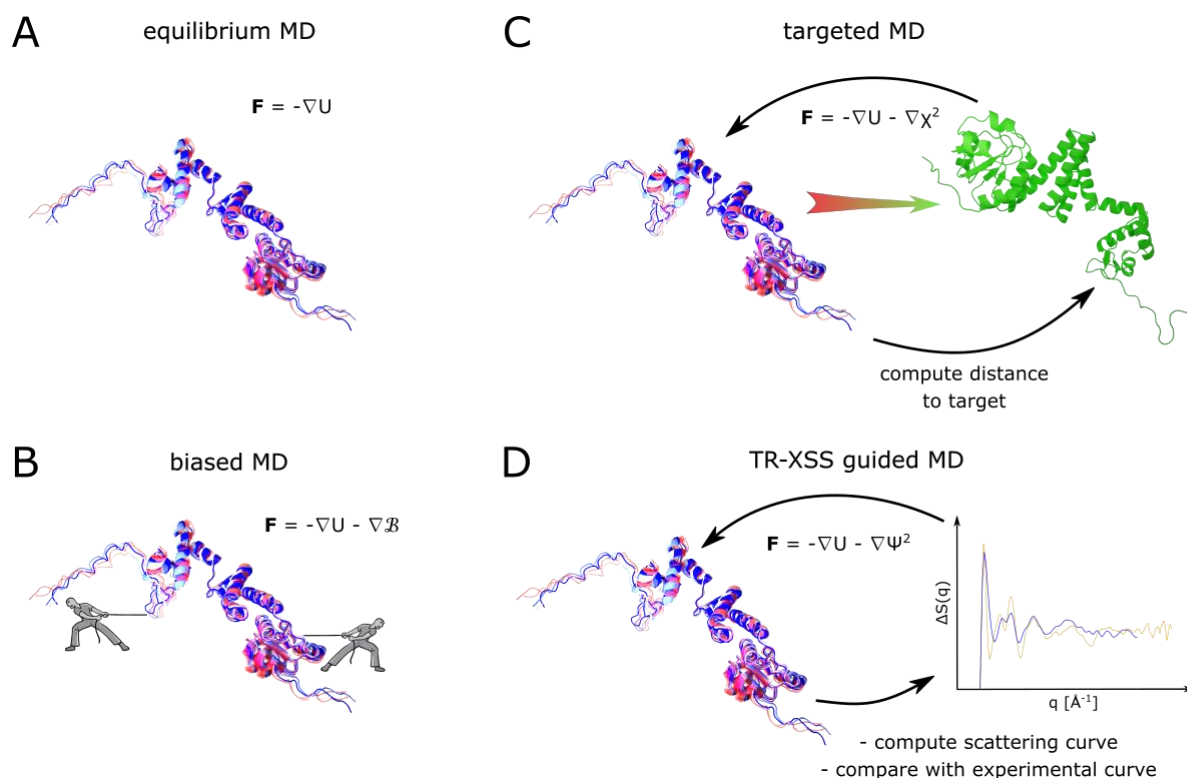 A
equilibrium MD
F = -∇U
B
biased MD
F = -∇U - ∇ℬ
C
targeted MD
F = -∇U - ∇χ²
compute distance
to target
D
TR-XSS guided MD
F = -∇U - ∇Ψ²
ΔS(q)
q [Å⁻¹]
- compute scattering curve
- compare with experimental curve